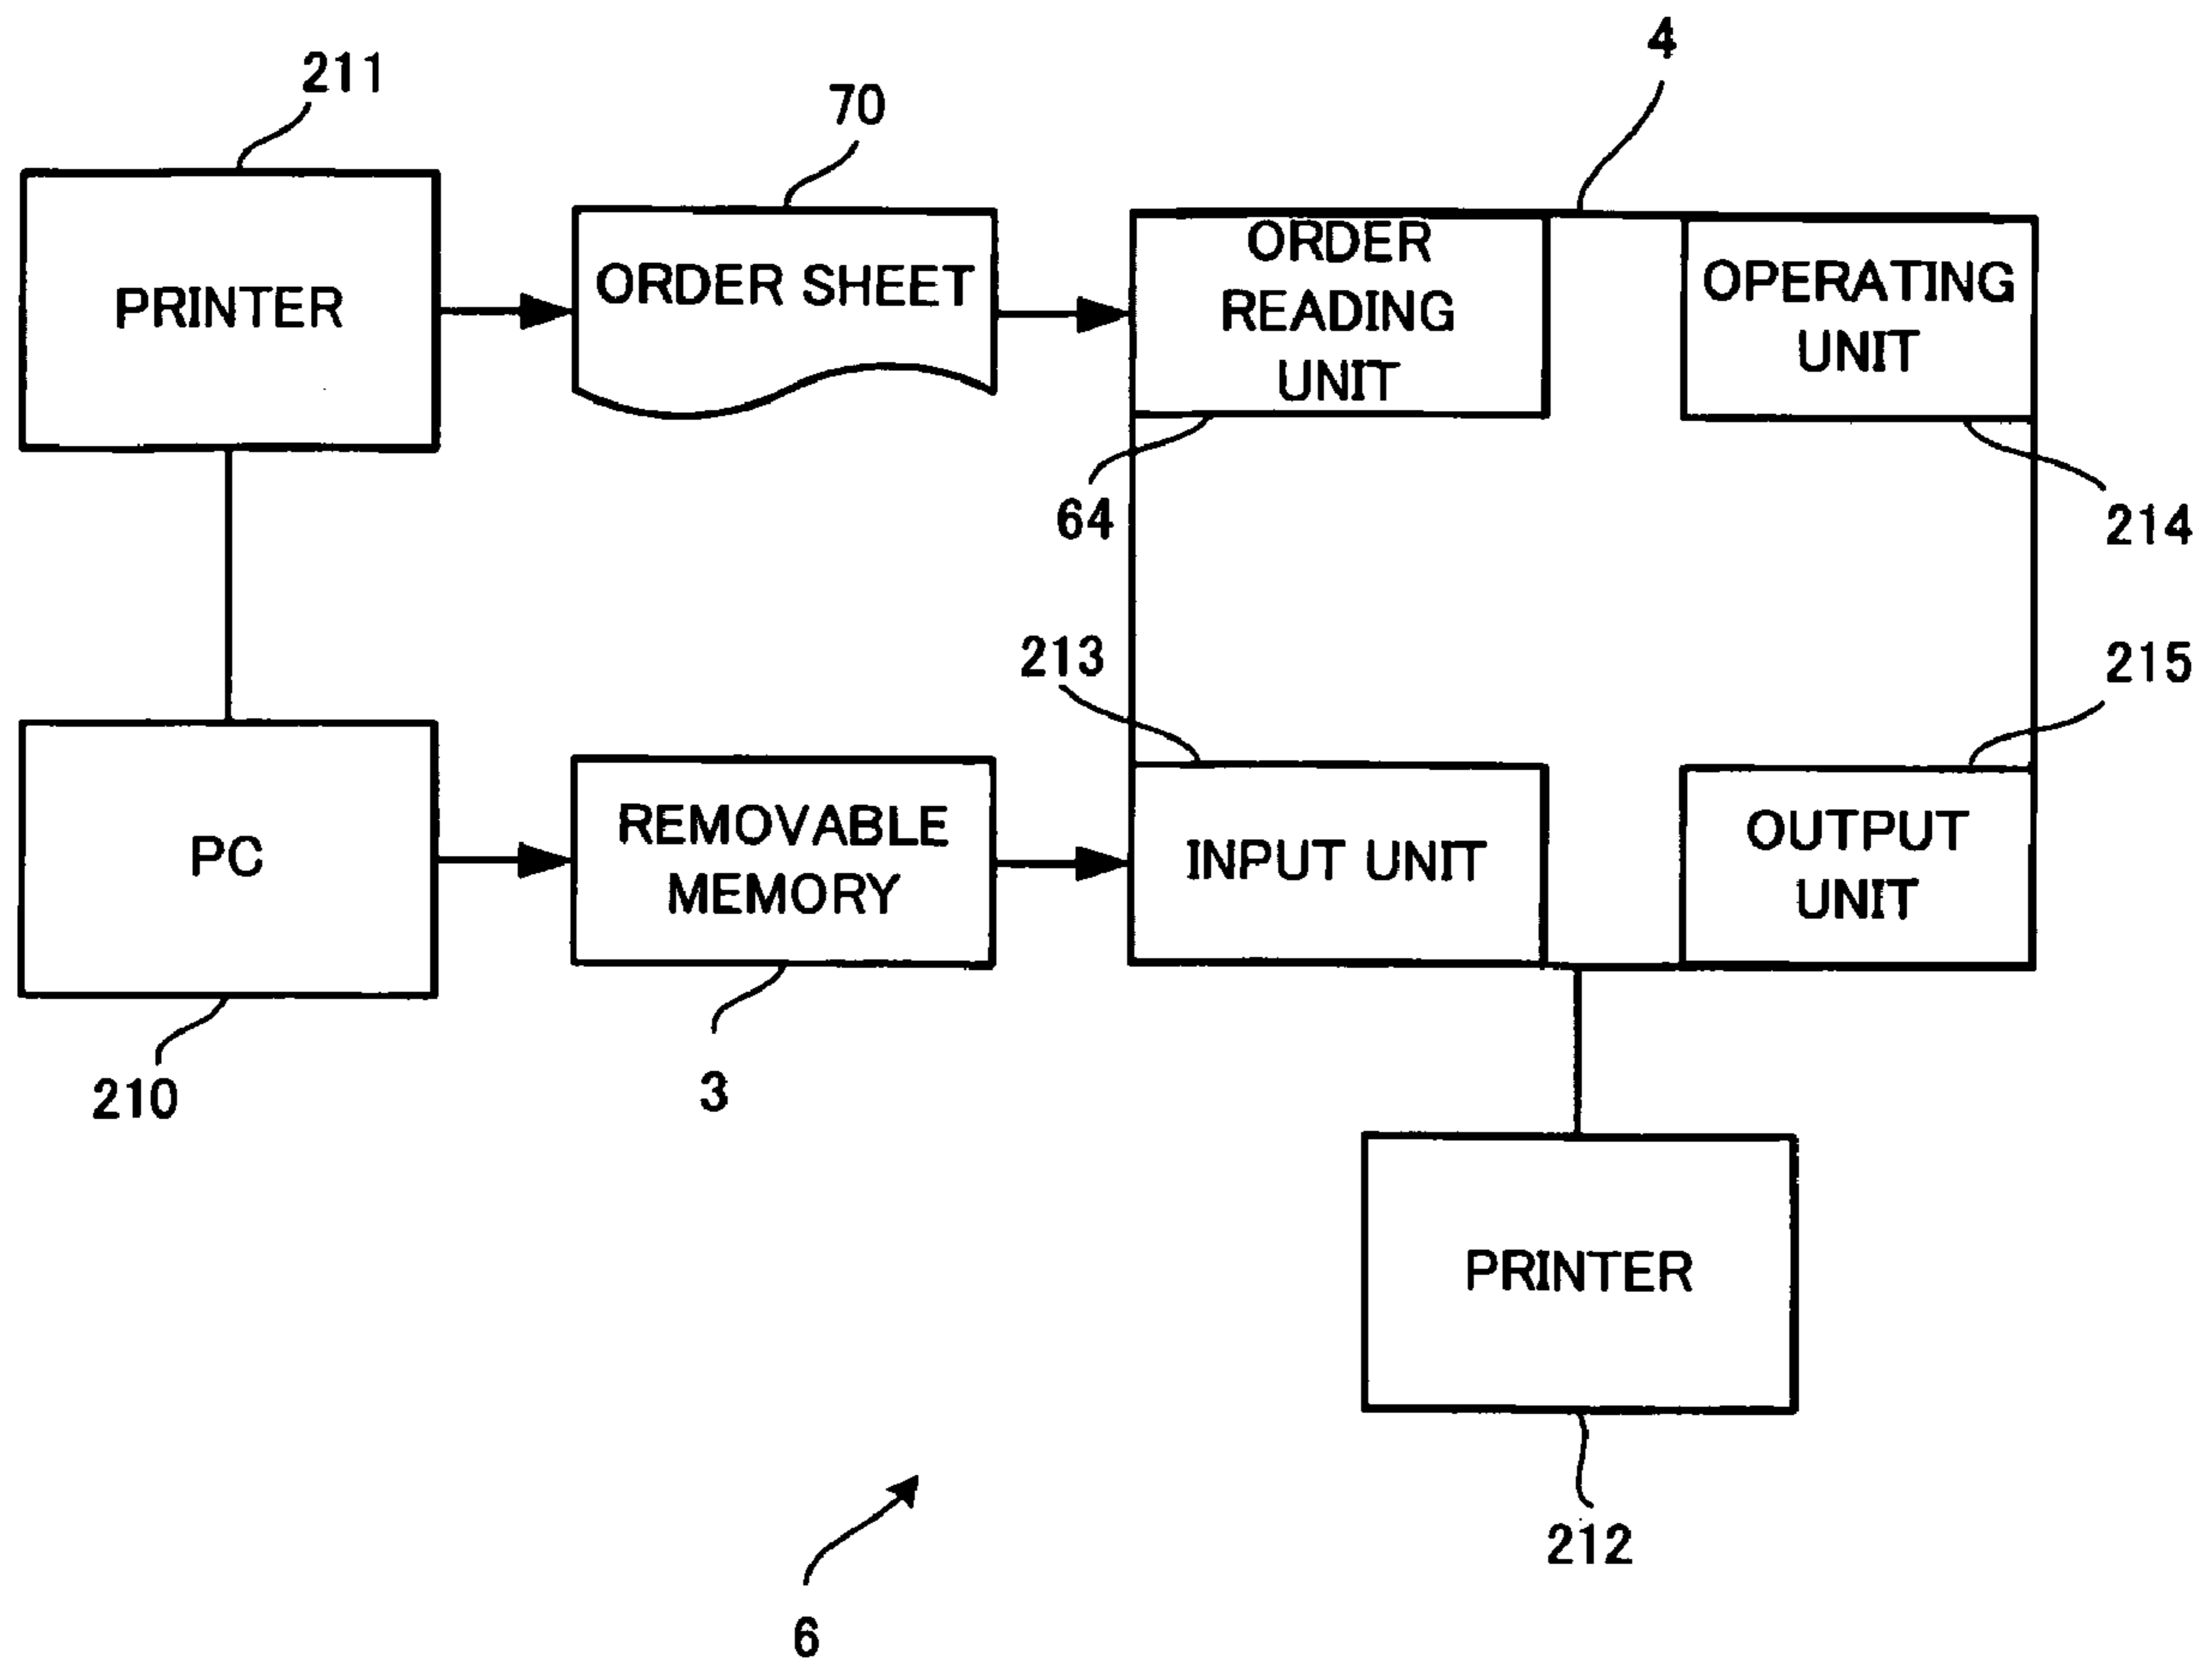 4
211
70
PRINTER
ORDER SHEET
ORDER
READING
UNIT
OPERATING
UNIT
64
214
213
215
PC
REMOVABLE
MEMORY
INPUT UNIT
OUTPUT
UNIT
210
3
PRINTER
212
6